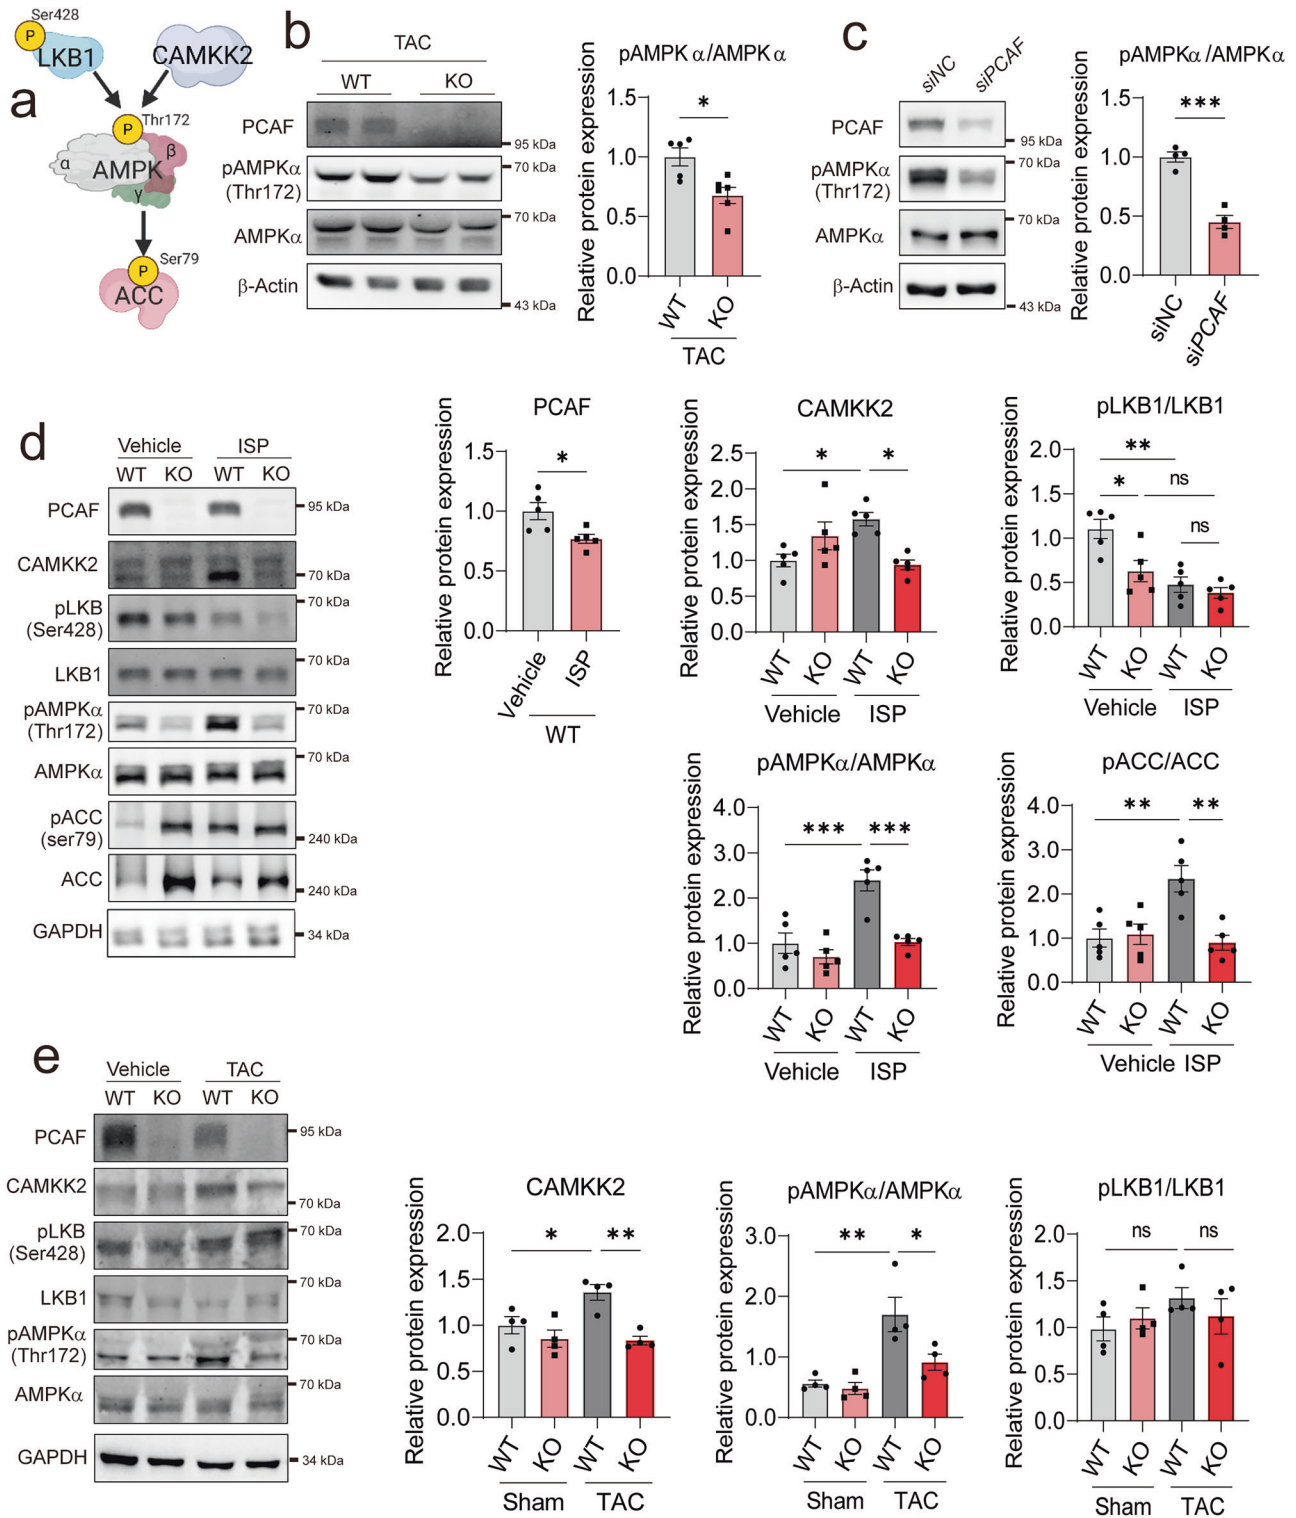 a
Ser428
P
LKB1
CAMKK2
P
Thr172
α
AMPK
β
γ
P
Ser79
ACC
b
TAC
WT
KO
PCAF
95 kDa
pAMPKα
(Thr172)
70 kDa
AMPKα
70 kDa
β-Actin
43 kDa
pAMPK α/AMPK α
Relative protein expression
1.5
1.0
0.5
0.0
*
WT
KO
TAC
c
siNC
siPCAF
PCAF
95 kDa
pAMPKα
(Thr172)
70 kDa
AMPKα
70 kDa
β-Actin
43 kDa
pAMPKα/AMPKα
Relative protein expression
1.5
1.0
0.5
0.0
***
siNC
siPCAF
d
Vehicle
ISP
WT
KO
WT
KO
PCAF
95 kDa
CAMKK2
70 kDa
pLKB
(Ser428)
70 kDa
LKB1
70 kDa
pAMPKα
(Thr172)
70 kDa
AMPKα
70 kDa
pACC
(ser79)
240 kDa
ACC
240 kDa
GAPDH
34 kDa
PCAF
Relative protein expression
1.5
1.0
0.5
0.0
*
Vehicle
ISP
WT
CAMKK2
Relative protein expression
2.5
2.0
1.5
1.0
0.5
0.0
*
*
WT
KO
WT
KO
Vehicle
ISP
pLKB1/LKB1
Relative protein expression
2.0
1.5
1.0
0.5
0.0
**
*
ns
ns
WT
KO
WT
KO
Vehicle
ISP
pAMPKα/AMPKα
Relative protein expression
4.0
3.0
2.0
1.0
0.0
***
***
WT
KO
WT
KO
Vehicle
ISP
pACC/ACC
Relative protein expression
4.0
3.0
2.0
1.0
0.0
**
**
WT
KO
WT
KO
Vehicle
ISP
e
Vehicle
TAC
WT
KO
WT
KO
PCAF
95 kDa
CAMKK2
70 kDa
pLKB
(Ser428)
70 kDa
LKB1
70 kDa
pAMPKα
(Thr172)
70 kDa
AMPKα
70 kDa
GAPDH
34 kDa
CAMKK2
Relative protein expression
2.0
1.5
1.0
0.5
0.0
*
**
WT
KO
WT
KO
Sham
TAC
pAMPKα/AMPKα
Relative protein expression
3.0
2.0
1.0
0.0
**
*
WT
KO
WT
KO
Sham
TAC
pLKB1/LKB1
Relative protein expression
2.0
1.5
1.0
0.5
0.0
ns
ns
WT
KO
WT
KO
Sham
TAC